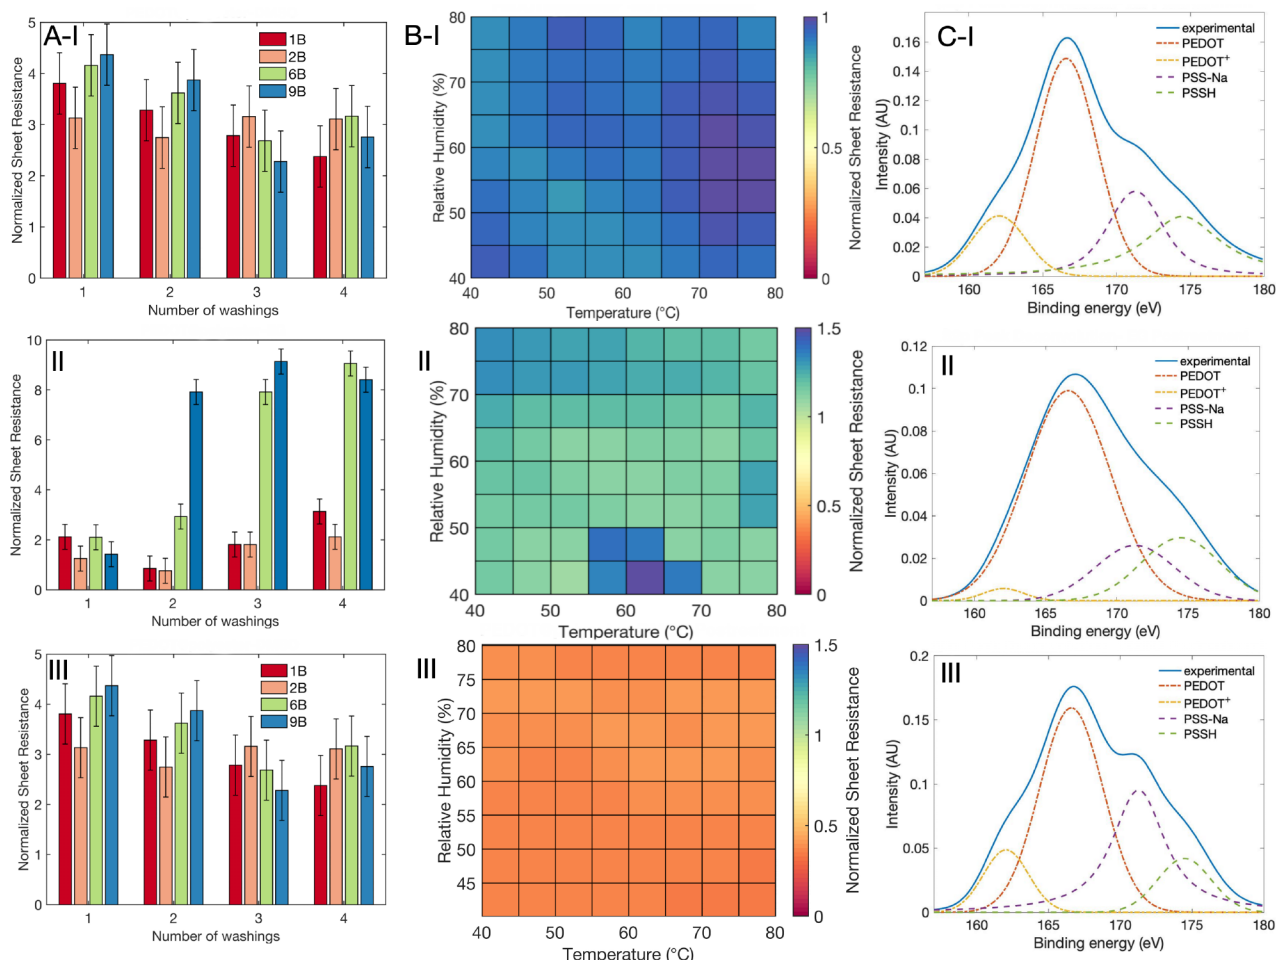 A-I
Normalized Sheet Resistance
5
4
3
2
1
0
1B
2B
6B
9B
1 2 3 4
Number of washings
B-I
Relative Humidity (%)
80
70
60
50
40
40 50 60 70 80
Temperature (°C)
1
0.5
0
Normalized Sheet Resistance
C-I
Intensity (AU)
0.16
0.14
0.12
0.1
0.08
0.06
0.04
0.02
0
experimental
PEDOT
PEDOT⁺
PSS-Na
PSSH
160 165 170 175 180
Binding energy (eV)
II
Normalized Sheet Resistance
10
8
6
4
2
0
1 2 3 4
Number of washings
II
Relative Humidity (%)
80
70
60
50
40
40 50 60 70 80
Temperature (°C)
1.5
1
0.5
0
Normalized Sheet Resistance
II
Intensity (AU)
0.12
0.1
0.08
0.06
0.04
0.02
0
experimental
PEDOT
PEDOT⁺
PSS-Na
PSSH
160 165 170 175 180
Binding energy (eV)
III
Normalized Sheet Resistance
5
4
3
2
1
0
1B
2B
6B
9B
1 2 3 4
Number of washings
III
Relative Humidity (%)
80
75
70
65
60
55
50
45
40 50 60 70 80
Temperature (°C)
1.5
1
0.5
0
Normalized Sheet Resistance
III
Intensity (AU)
0.2
0.15
0.1
0.05
0
experimental
PEDOT
PEDOT⁺
PSS-Na
PSSH
160 165 170 175 180
Binding energy (eV)